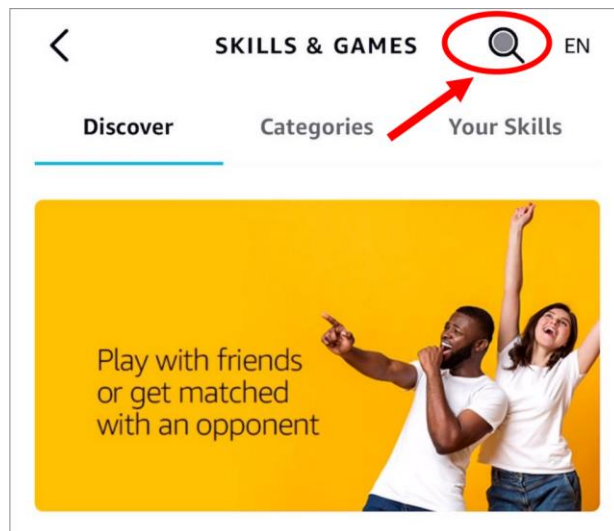 SKILLS & GAMES EN
Discover Categories Your Skills
Play with friends
or get matched
with an opponent